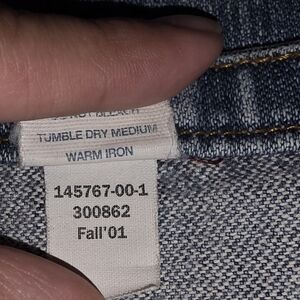 TUMBLE DRY MEDIUM
WARM IRON
145767-00-1
300862
Fall'01